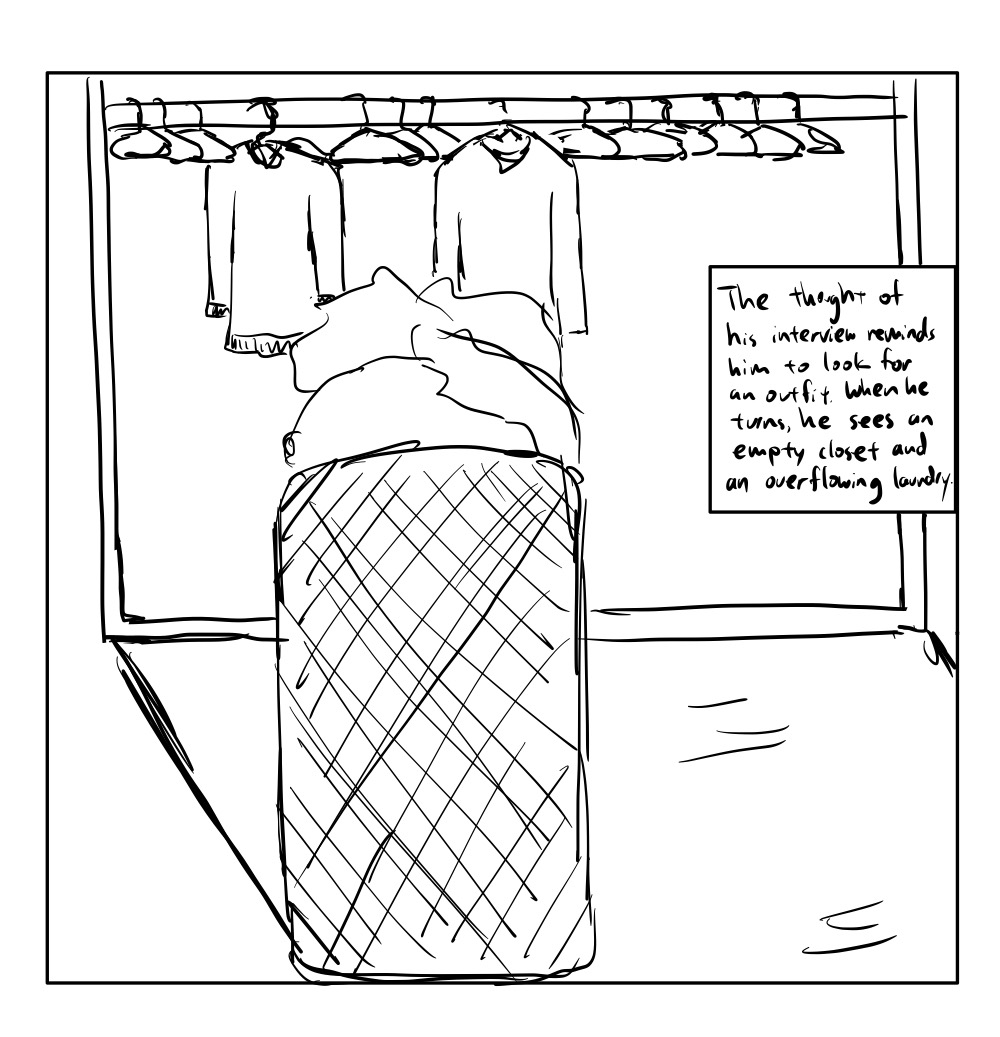 The thought of
his interview reminds
him to look for
an outfit. When he
turns, he sees an
empty closet and
an overflowing laundry.